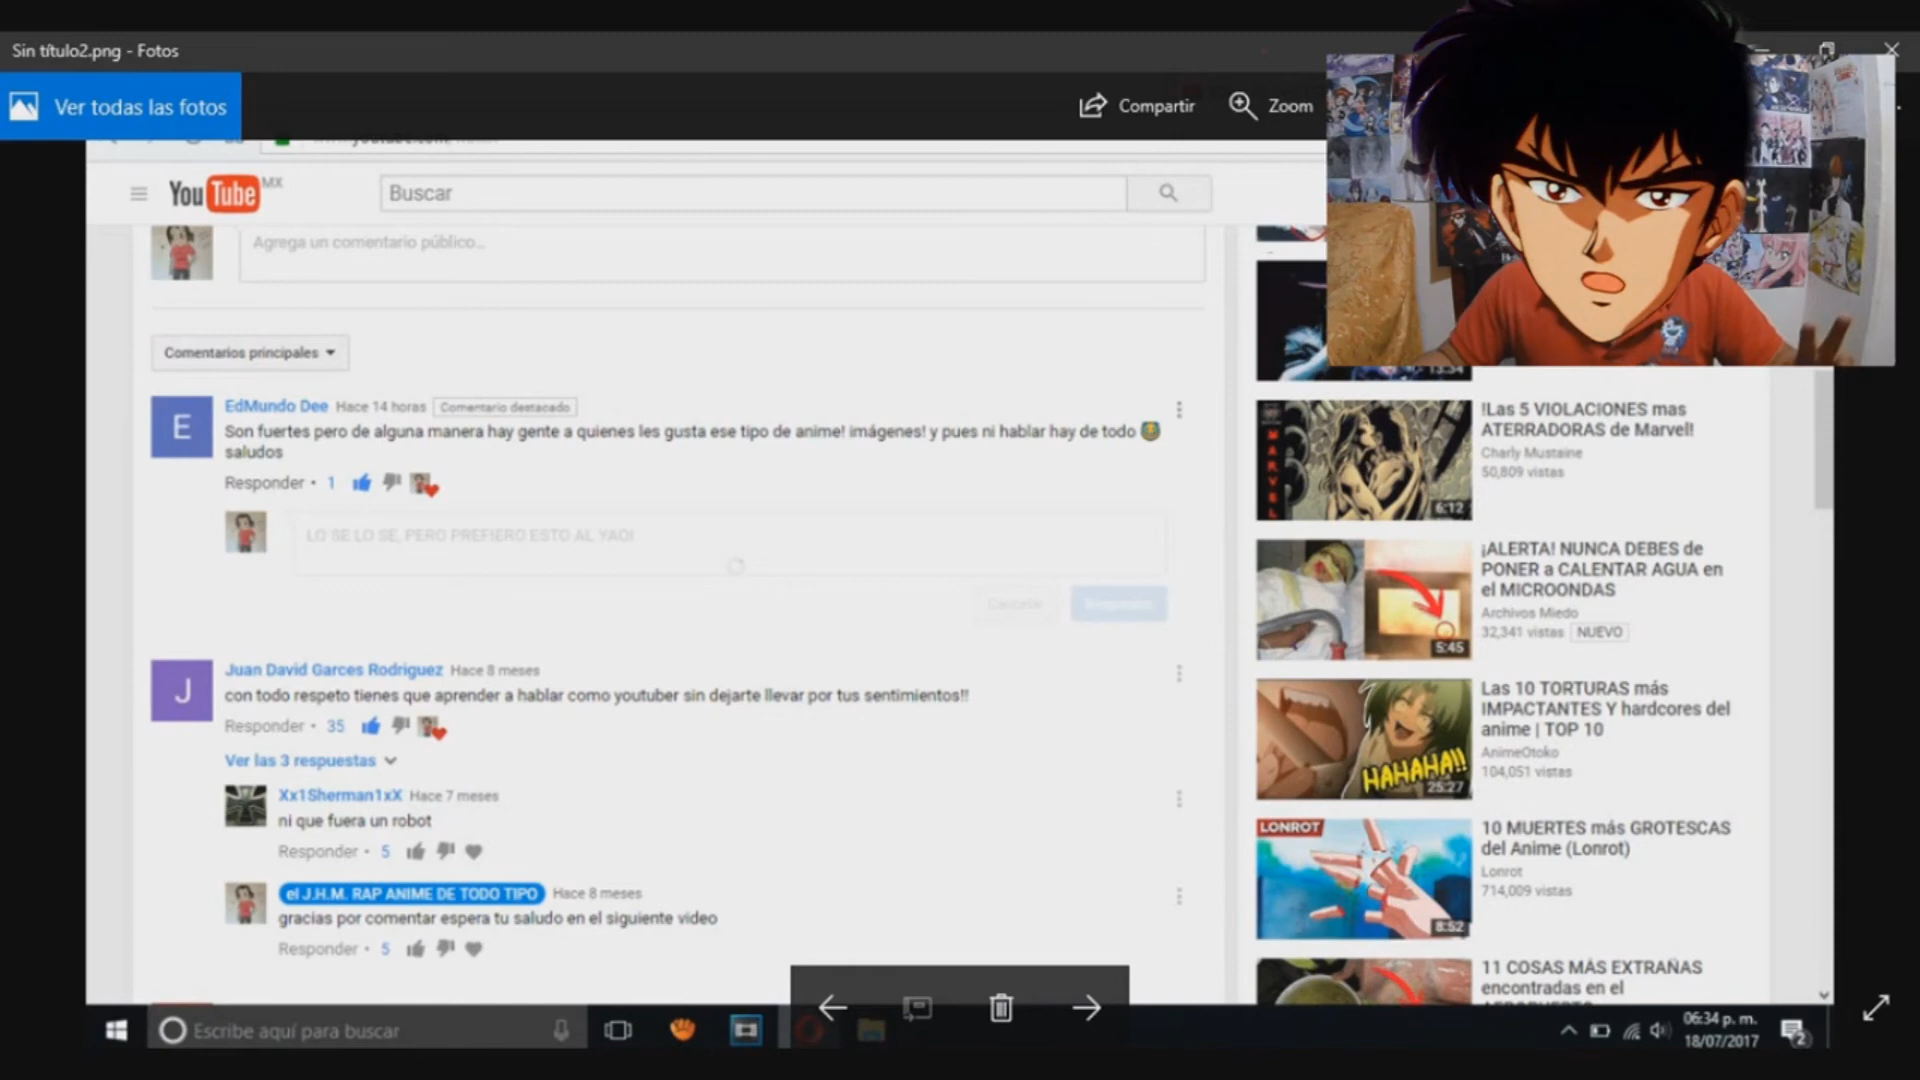 Sin título2.png - Fotos
Ver todas las fotos
Compartir
Zoom
YouTube MX
Buscar
Agrega un comentario público...
Comentarios principales
E
EdMundo Dee Hace 14 horas Comentario destacado
Son fuertes pero de alguna manera hay gente a quienes les gusta ese tipo de anime! imágenes! y pues ni hablar hay de todo
saludos
Responder • 1
LO SE LO SE, PERO PREFIERO ESTO AL YAOI
Cancelar
Responder
J
Juan David Garces Rodriguez Hace 8 meses
con todo respeto tienes que aprender a hablar como youtuber sin dejarte llevar por tus sentimientos!!
Responder • 35
Ver las 3 respuestas
Xx1Sherman1xX Hace 7 meses
ni que fuera un robot
Responder • 5
el J.H.M. RAP ANIME DE TODO TIPO Hace 8 meses
gracias por comentar espera tu saludo en el siguiente video
Responder • 5
13:34
MARVEL
6:12
!Las 5 VIOLACIONES mas
ATERRADORAS de Marvel!
Charly Mustaine
50,809 vistas
5:45
¡ALERTA! NUNCA DEBES de
PONER a CALENTAR AGUA en
el MICROONDAS
Archivos Miedo
32,341 vistas NUEVO
HAHAHA!!
25:27
Las 10 TORTURAS más
IMPACTANTES Y hardcores del
anime | TOP 10
AnimeOtoko
104,051 vistas
LONROT
8:52
10 MUERTES más GROTESCAS
del Anime (Lonrot)
Lonrot
714,009 vistas
11 COSAS MÁS EXTRAÑAS
encontradas en el
Escribe aquí para buscar
06:34 p. m.
18/07/2017
2